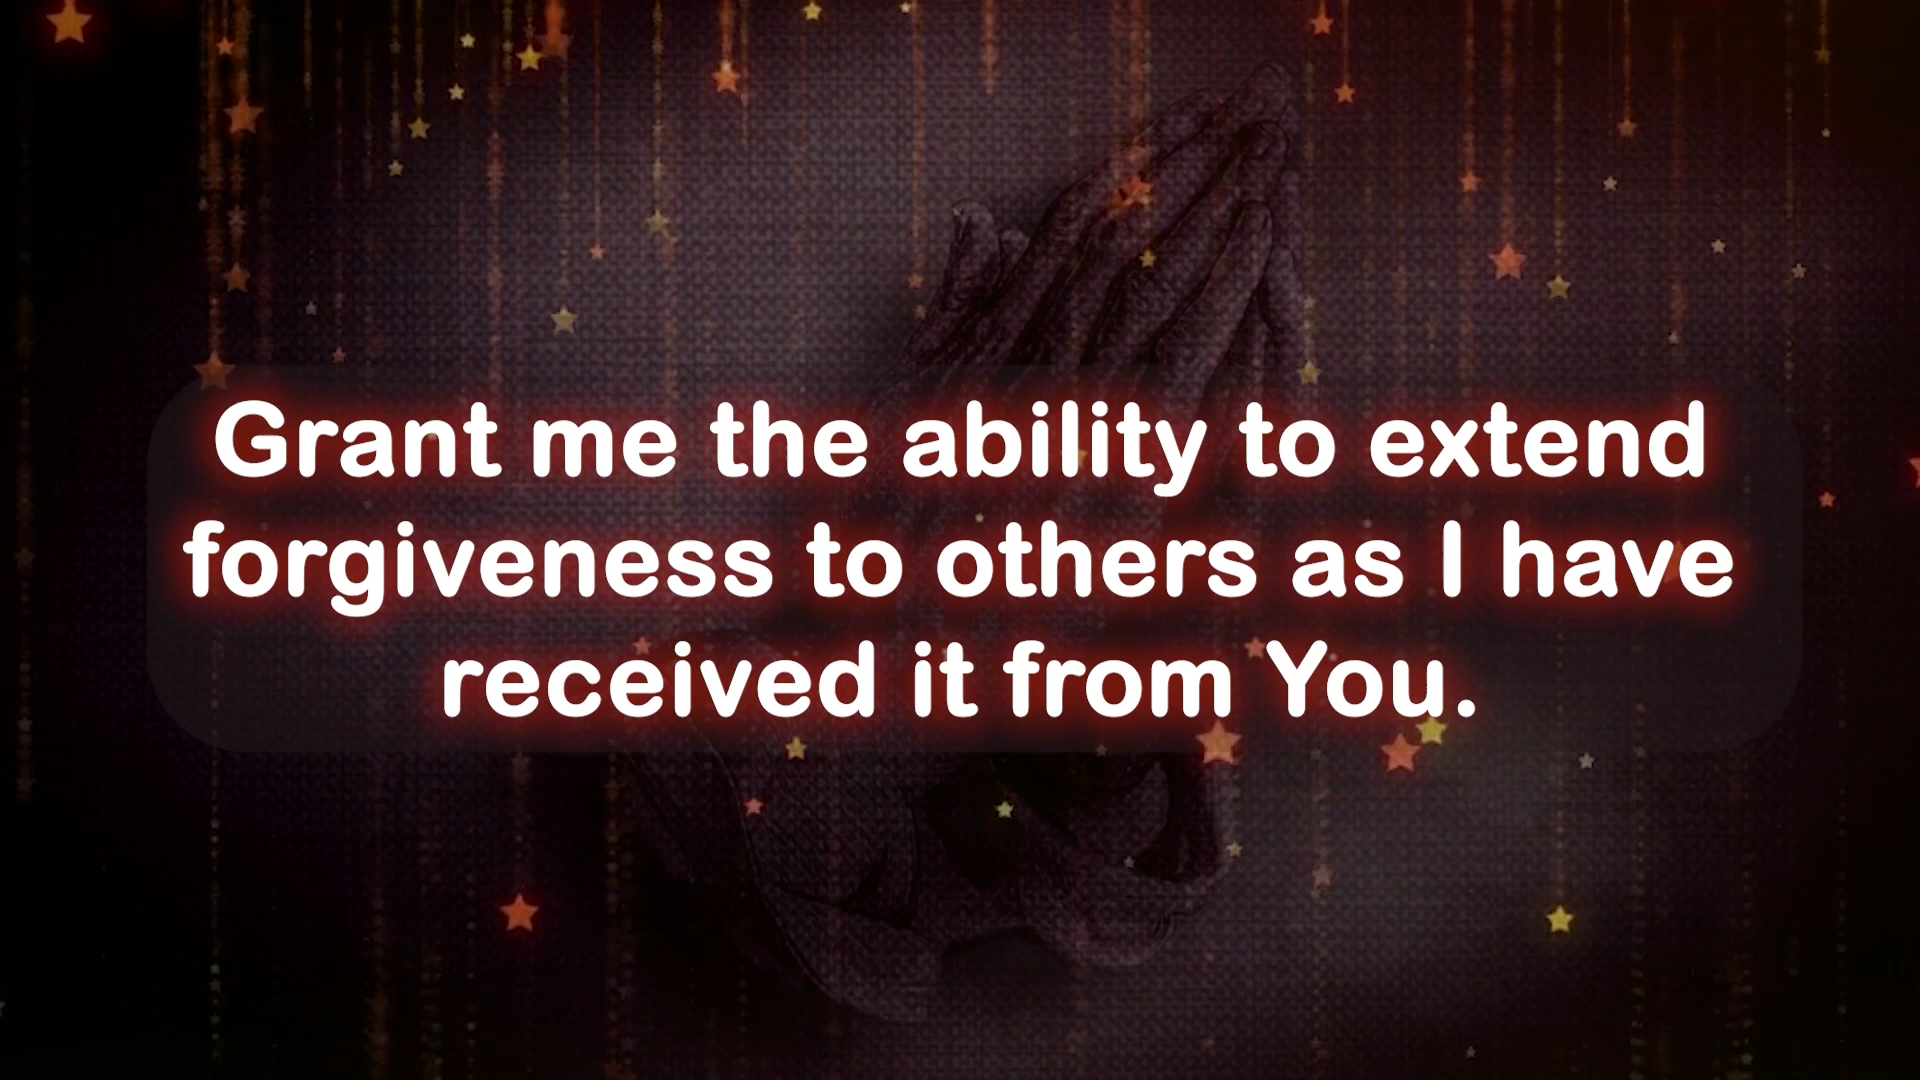 Grant me the ability to extend
forgiveness to others as I have
received it from You.